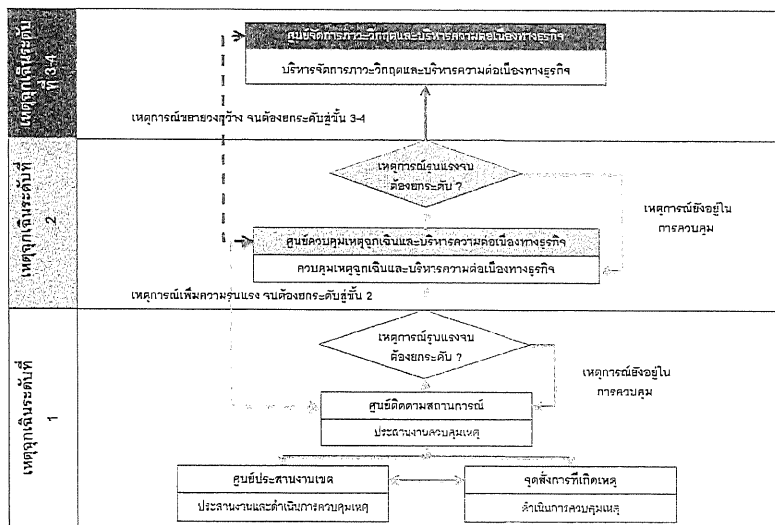 เหตุฉุกเฉินระดับ
ที่ 3-4
ศูนย์จัดการภาวะวิกฤตและบริหารความต่อเนื่องทางธุรกิจ
บริหารจัดการภาวะวิกฤตและบริหารความต่อเนื่องทางธุรกิจ
เหตุการณ์ขยายวงกว้าง จนต้องยกระดับสู่ขั้น 3-4
เหตุฉุกเฉินระดับที่
2
เหตุการณ์รุนแรงจน
ต้องยกระดับ ?
เหตุการณ์ยังอยู่ใน
การควบคุม
ศูนย์ควบคุมเหตุฉุกเฉินและบริหารความต่อเนื่องทางธุรกิจ
ควบคุมเหตุฉุกเฉินและบริหารความต่อเนื่องทางธุรกิจ
เหตุการณ์เพิ่มความรุนแรง จนต้องยกระดับสู่ขั้น 2
เหตุฉุกเฉินระดับที่
1
เหตุการณ์รุนแรงจน
ต้องยกระดับ ?
เหตุการณ์ยังอยู่ใน
การควบคุม
ศูนย์ติดตามสถานการณ์
ประสานงานควบคุมเหตุ
ศูนย์ประสานงานเขต
ประสานงานและดำเนินการควบคุมเหตุ
จุดสั่งการที่เกิดเหตุ
ดำเนินการควบคุมเหตุ